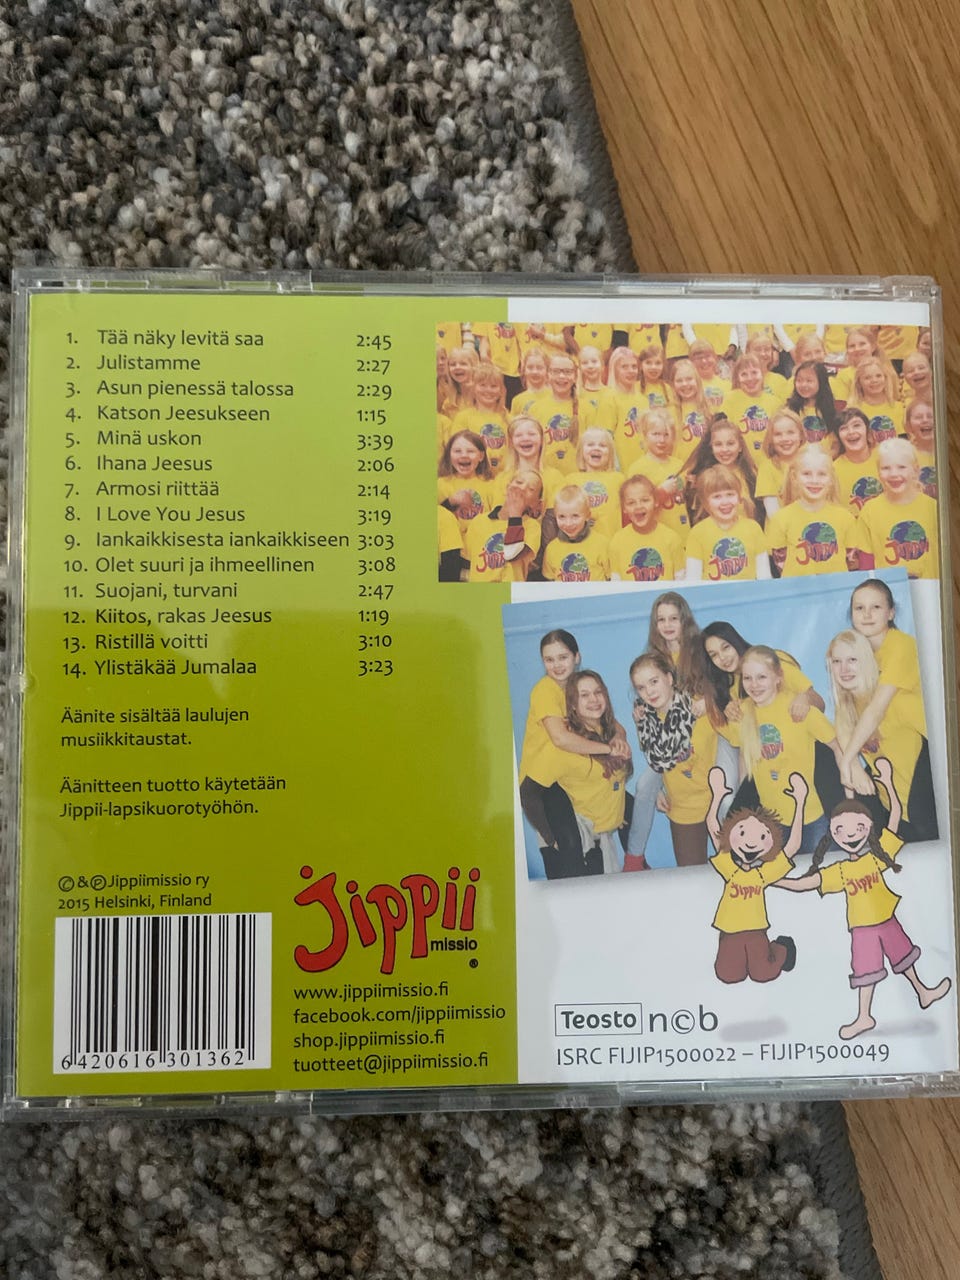 1. Tää näky levitä saa 2:45
2. Julistamme 2:27
3. Asun pienessä talossa 2:29
4. Katson Jeesukseen 1:15
5. Minä uskon 3:39
6. Ihana Jeesus 2:06
7. Armosi riittää 2:14
8. I Love You Jesus 3:19
9. Iankaikkisesta iankaikkiseen 3:03
10. Olet suuri ja ihmeellinen 3:08
11. Suojani, turvani 2:47
12. Kiitos, rakas Jeesus 1:19
13. Ristillä voitti 3:10
14. Ylistäkää Jumalaa 3:23
Äänite sisältää laulujen
musiikkitaustat.
Äänitteen tuotto käytetään
Jippii-lapsikuorotyöhön.
© & ℗ Jippiimissio ry
2015 Helsinki, Finland
6 420616 301362
Jippii
missio
®
www.jippiimissio.fi
facebook.com/jippiimissio
shop.jippiimissio.fi
tuotteet@jippiimissio.fi
Jippii
Jippii
Teosto n©b
ISRC FIJIP1500022 – FIJIP1500049